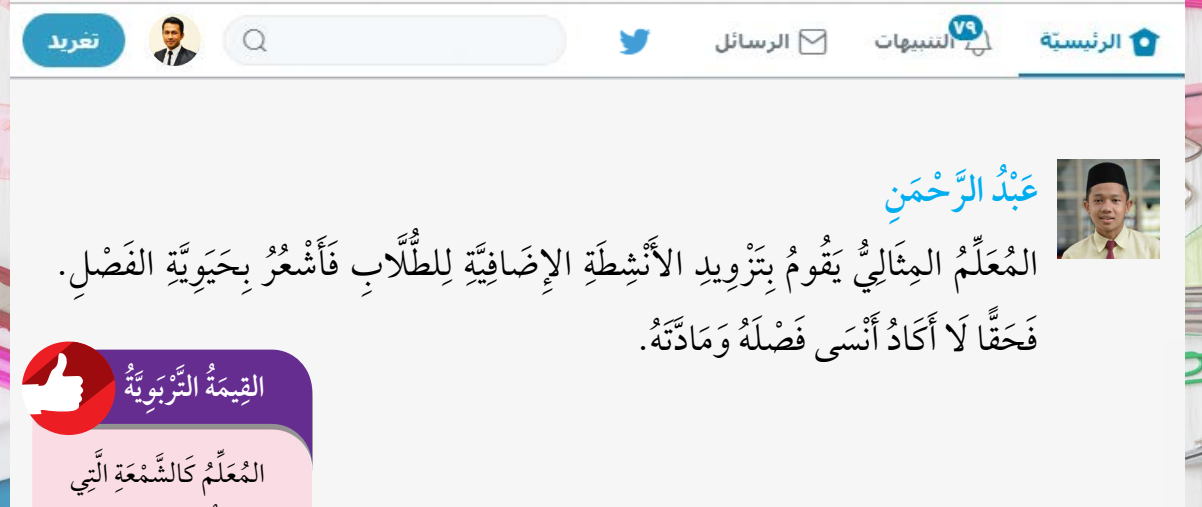 الرئيسيّة
التنبيهات ٧٩
الرسائل
تغريد
عَبْدُ الرَّحْمَنِ
المُعَلِّمُ المِثَالِيُّ يَقُومُ بِتَزْوِيدِ الأَنْشِطَةِ الإِضَافِيَّةِ لِلطُّلَّابِ فَأَشْعُرُ بِحَيَوِيَّةِ الفَصْلِ.
فَحَقًّا لَا أَكَادُ أَنْسَى فَصْلَهُ وَمَادَّتَهُ.
القِيمَةُ التَّرْبَوِيَّةُ
المُعَلِّمُ كَالشَّمْعَةِ الَّتِي